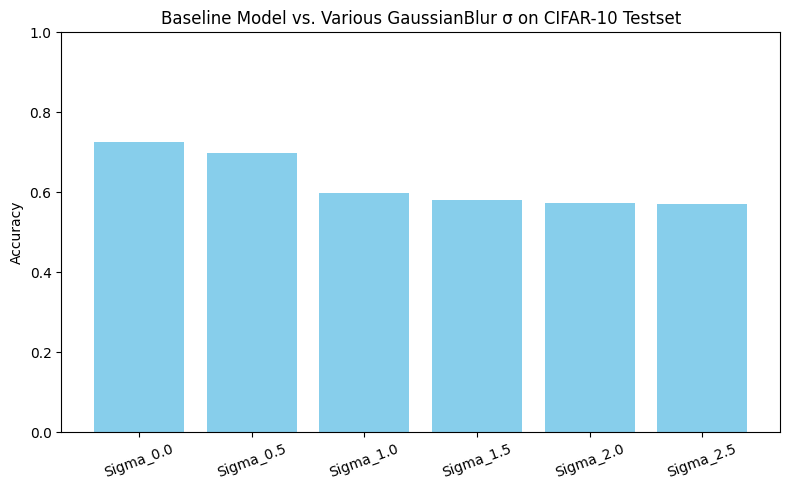 Baseline Model vs. Various GaussianBlur σ on CIFAR-10 Testset
1.0
0.8
0.6
0.4
0.2
0.0
Accuracy
Sigma_0.0
Sigma_0.5
Sigma_1.0
Sigma_1.5
Sigma_2.0
Sigma_2.5